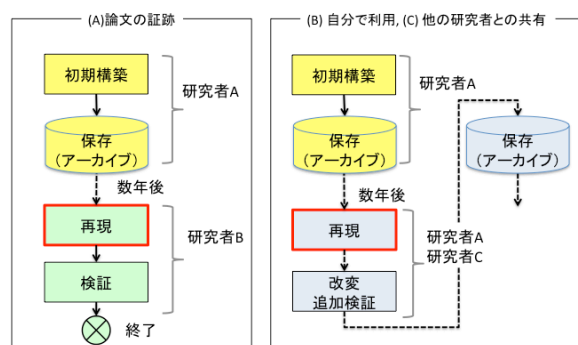 (A)論文の証跡
初期構築
研究者A
保存
(アーカイブ)
数年後
再現
研究者B
検証
終了
(B) 自分で利用, (C) 他の研究者との共有
初期構築
研究者A
保存
(アーカイブ)
保存
(アーカイブ)
数年後
再現
研究者A
研究者C
改変
追加検証